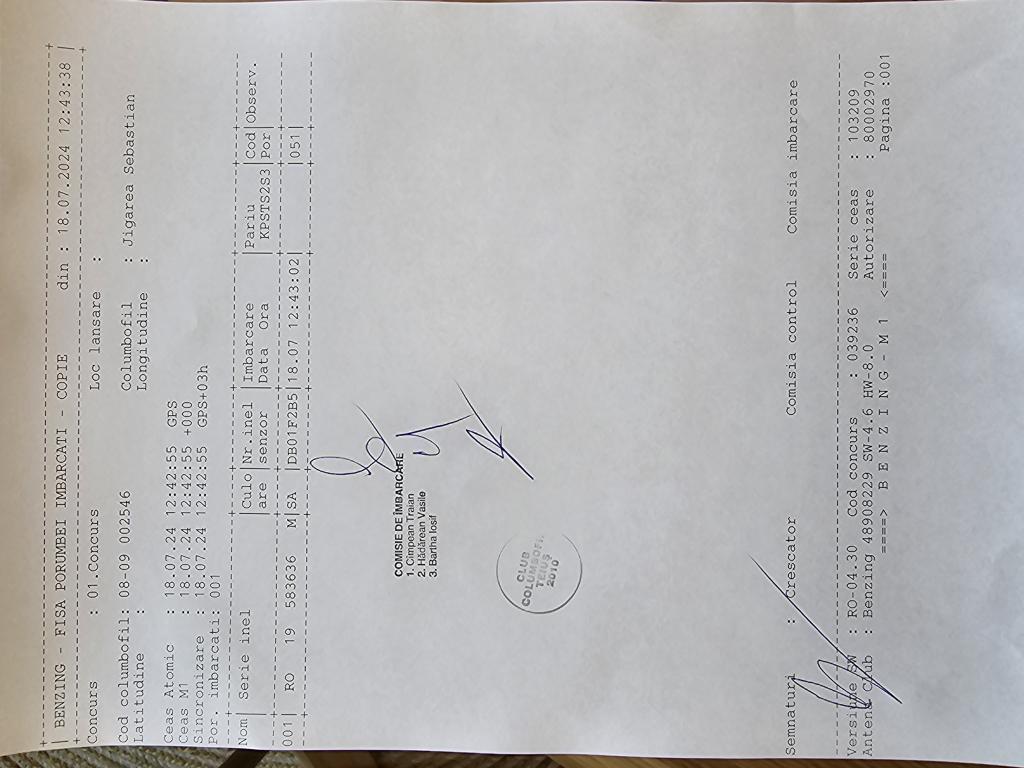 | BENZING - FISA PORUMBEI IMBARCATI - COPIE din : 18.07.2024 12.43:38 |
Concurs : 01.Concurs Loc lansare :
Cod columbofil: 08-09 002546 Columbofil : Jigarea Sebastian
Latitudine : Longitudine :
Ceas Atomic : 18.07.24 12:42:55 GPS
Ceas M1 : 18.07.24 12:42:55 +000
Sincronizare : 18.07.24 12:42:55 GPS+03h
Por. imbarcati: 001
Nom| Serie inel |Culo|Nr.inel |Imbarcare |Pariu |Cod|Observ.
|are |senzor |Data Ora | KPSTS2S3|Por|
001| RO 19 583636 M|SA |DB01F2B5|18.07 12:43:02| |051|
COMISIE DE ÎMBARCARE
1. Cîmpean Traian
2. Hădărean Vasile
3. Bartha Iosif
CLUB
COLUMBOFIL
TEIUȘ
2010
Semnaturi : Crescator Comisia control Comisia imbarcare
Versiune SW : RO-04.30 Cod concurs : 039236 Serie ceas : 103209
Antena Club : Benzing 48908229 SW-4.6 HW-8.0 Autorizare : 80002970
====> B E N Z I N G - M 1 <==== Pagina :001